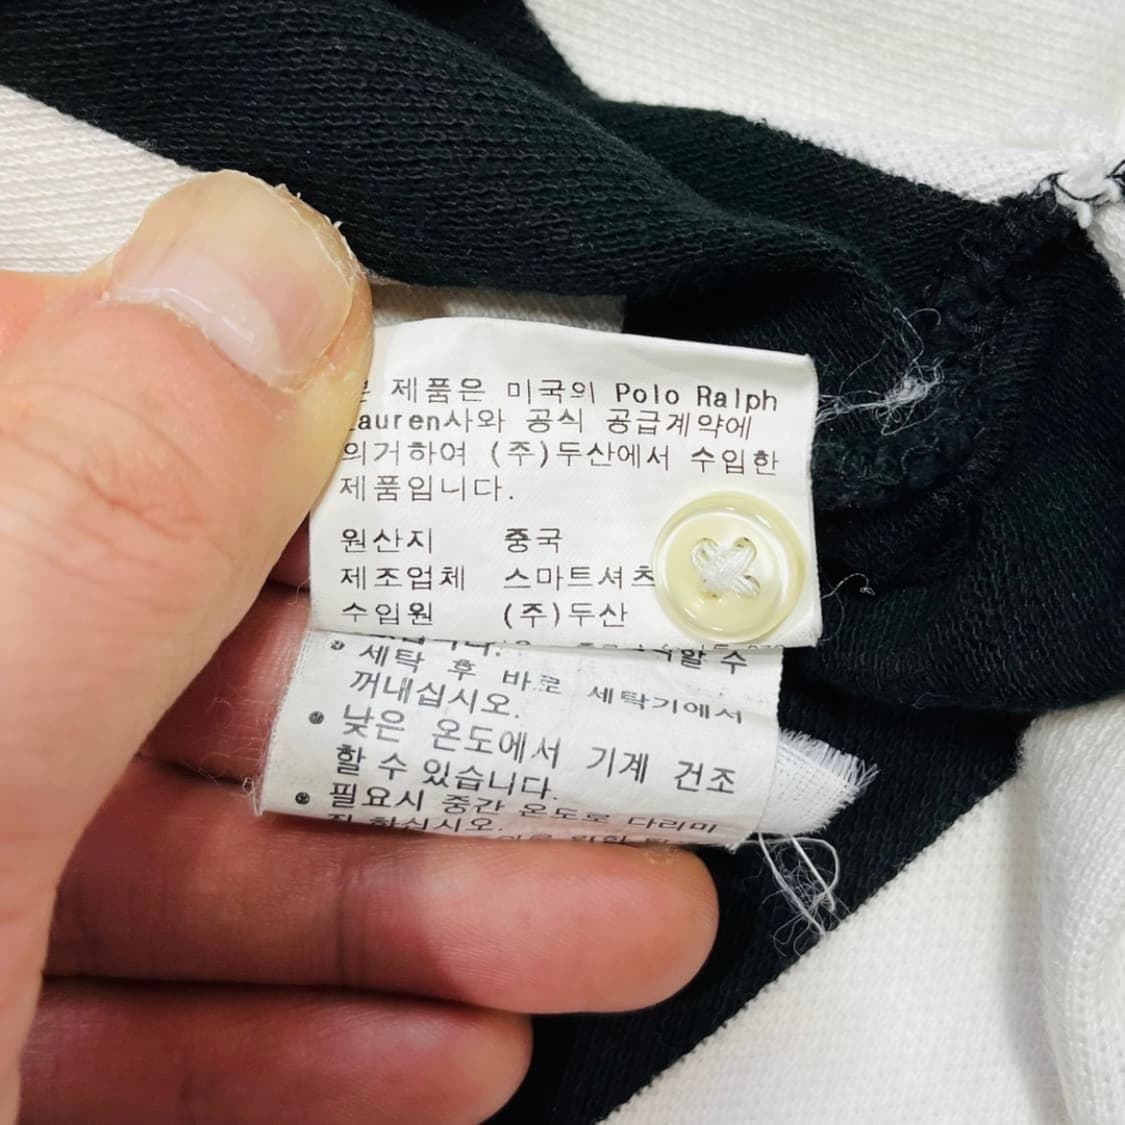 제품은 미국의 Polo Ralph
Lauren사와 공식 공급계약에
의거하여 (주)두산에서 수입한
제품입니다.
원산지 중국
제조업체 스마트셔츠
수입원 (주)두산
세탁 후 바로 세탁기에서
꺼내십시오.
낮은 온도에서 기계 건조
할 수 있습니다.
필요시 중간 온도로 다리미
질 하십시오.